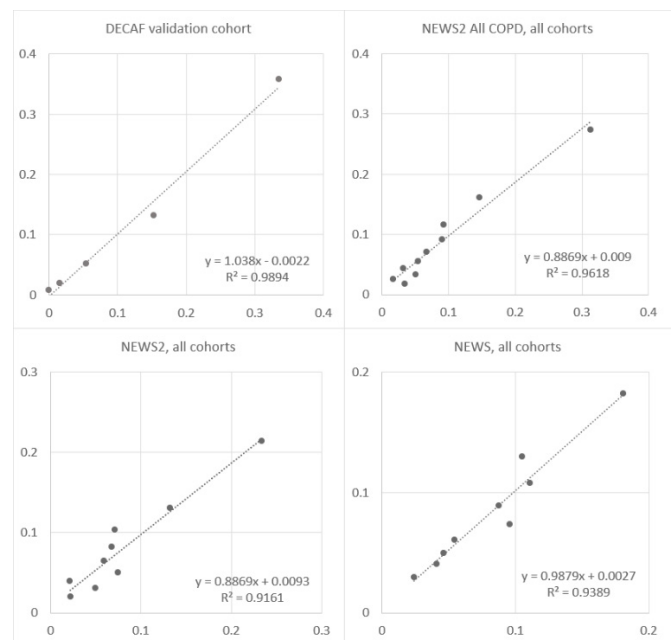 DECAF validation cohort
0.4
0.3
0.2
0.1
0
0 0.1 0.2 0.3 0.4
y = 1.038x - 0.0022
R² = 0.9894
NEWS2 All COPD, all cohorts
0.4
0.3
0.2
0.1
0
0 0.1 0.2 0.3 0.4
y = 0.8869x + 0.009
R² = 0.9618
NEWS2, all cohorts
0.3
0.2
0.1
0
0 0.1 0.2 0.3
y = 0.8869x + 0.0093
R² = 0.9161
NEWS, all cohorts
0.2
0.1
0
0 0.1 0.2
y = 0.9879x + 0.0027
R² = 0.9389